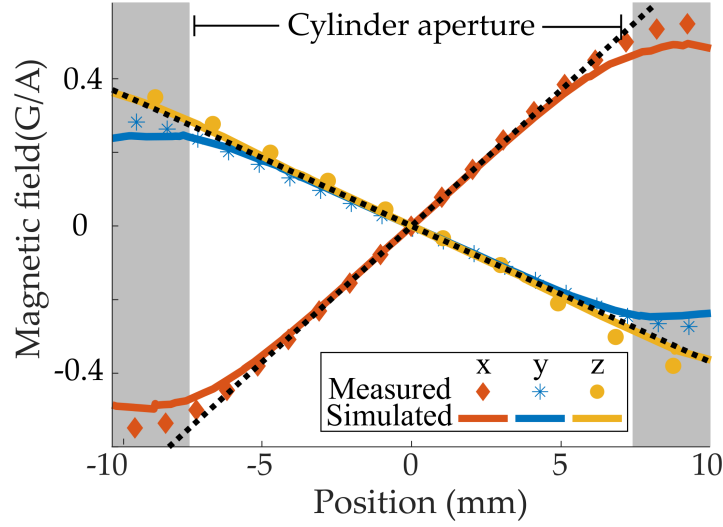 Cylinder aperture
Magnetic field(G/A)
0.4
0
-0.4
x y z
Measured
Simulated
-10 -5 0 5 10
Position (mm)